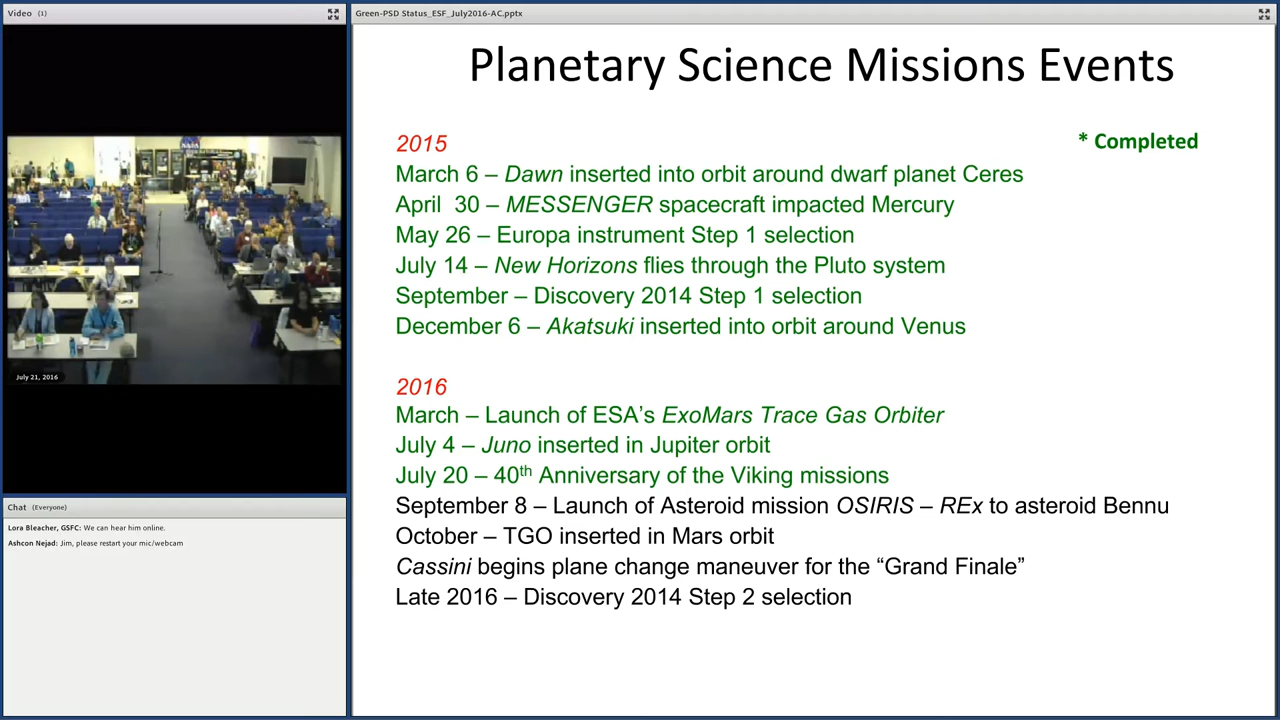 Video (1)
Green-PSD Status_ESF_July2016-AC.pptx
NASA
July 21, 2016
Chat (Everyone)
Lora Bleacher, GSFC: We can hear him online.
Ashcon Nejad: Jim, please restart your mic/webcam
Planetary Science Missions Events
* Completed
2015
March 6 – Dawn inserted into orbit around dwarf planet Ceres
April 30 – MESSENGER spacecraft impacted Mercury
May 26 – Europa instrument Step 1 selection
July 14 – New Horizons flies through the Pluto system
September – Discovery 2014 Step 1 selection
December 6 – Akatsuki inserted into orbit around Venus
2016
March – Launch of ESA’s ExoMars Trace Gas Orbiter
July 4 – Juno inserted in Jupiter orbit
July 20 – 40th Anniversary of the Viking missions
September 8 – Launch of Asteroid mission OSIRIS – REx to asteroid Bennu
October – TGO inserted in Mars orbit
Cassini begins plane change maneuver for the “Grand Finale”
Late 2016 – Discovery 2014 Step 2 selection